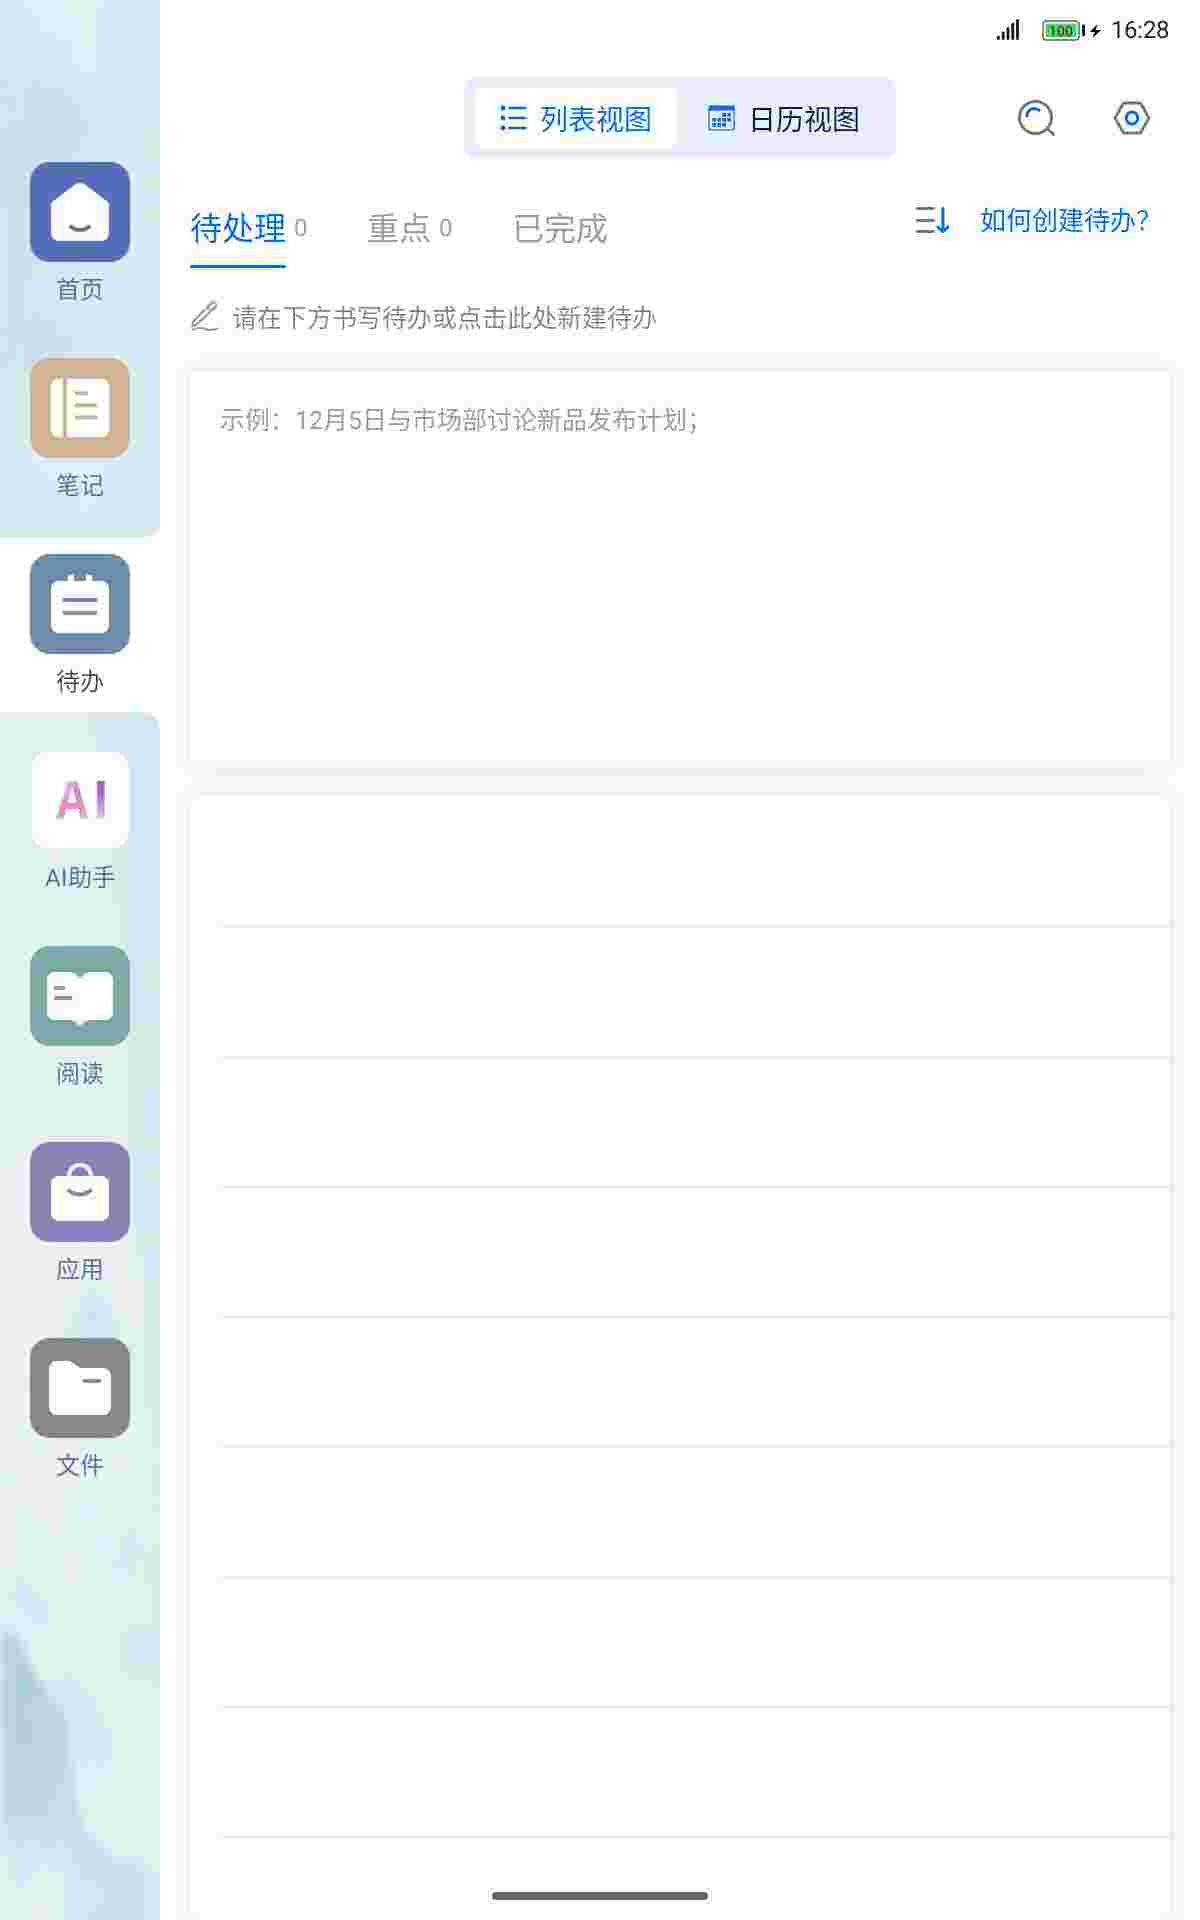 100 16:28
列表视图 日历视图
待处理 0 重点 0 已完成 如何创建待办?
请在下方书写待办或点击此处新建待办
示例：12月5日与市场部讨论新品发布计划;
首页
笔记
待办
AI
AI助手
阅读
应用
文件